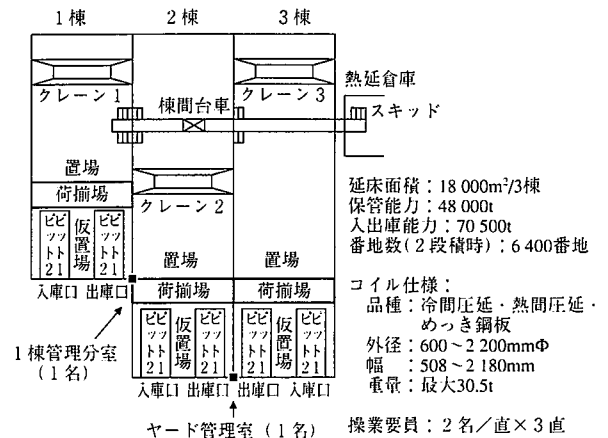 1棟 2棟 3棟
クレーン1 棟間台車 クレーン3
熱延倉庫
スキッド
置場
荷揃場
クレーン2
置場 置場
荷揃場 荷揃場
ピット2 ピット1 仮置場 ピット2 ピット1
入庫口 出庫口
ピット2 ピット1 仮置場 ピット2 ピット1 ピット2 ピット1 仮置場 ピット2 ピット1
入庫口 出庫口 出庫口 入庫口
1棟管理分室
(1名)
ヤード管理室(1名)
延床面積:18 000m²/3棟
保管能力:48 000t
入出庫能力:70 500t
番地数(2段積時):6 400番地
コイル仕様:
品種:冷間圧延・熱間圧延・
めっき鋼板
外径:600~2 200mmΦ
幅:508~2 180mm
重量:最大30.5t
操業要員:2名/直×3直